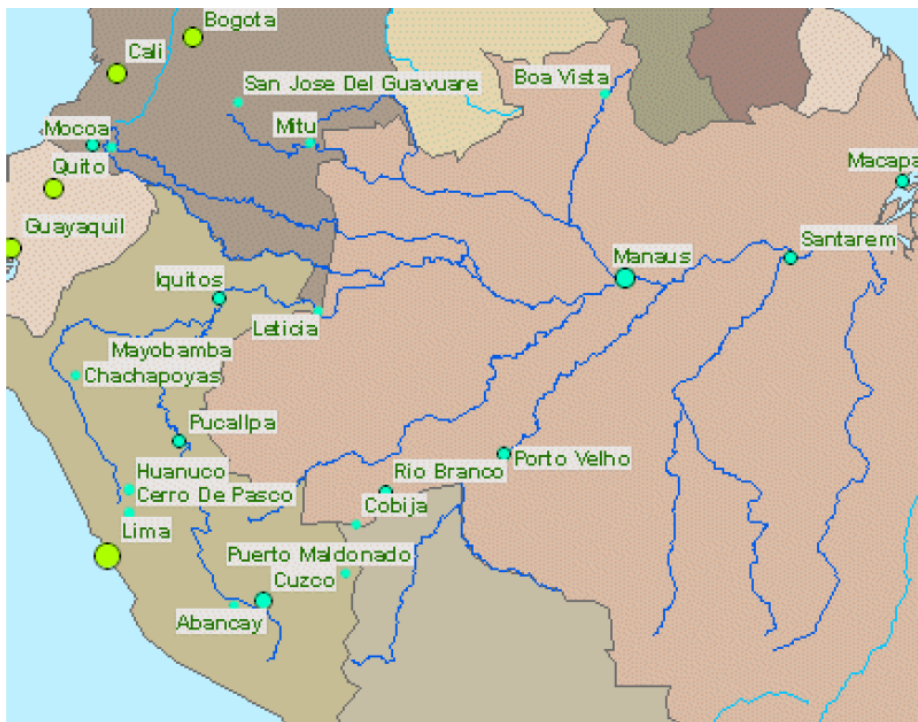 Bogota
Cali
San Jose Del Guavuare
Boa Vista
Mocoa
Mitu
Quito
Macapa
Guayaquil
Santarem
Manaus
Iquitos
Leticia
Mayobamba
Chachapoyas
Pucallpa
Huanuco
Rio Branco
Porto Velho
Cerro De Pasco
Cobija
Lima
Puerto Maldonado
Cuzco
Abancay